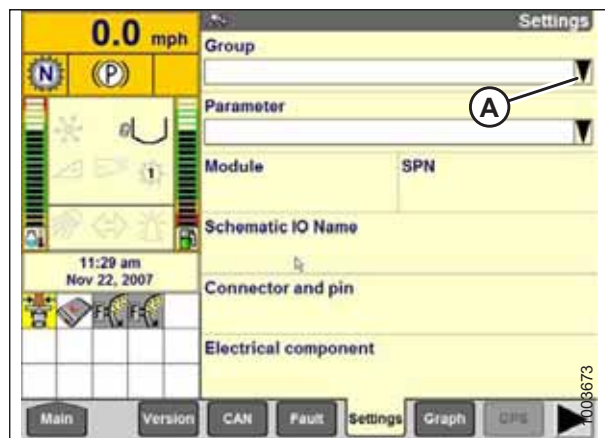 0.0 mph
Settings
Group
N
(P)
A
Parameter
1
Module
SPN
Schematic IO Name
11:29 am
Nov 22, 2007
Connector and pin
F
F
Electrical component
Main
Version
CAN
Fault
Settings
Graph
GPS
1003673